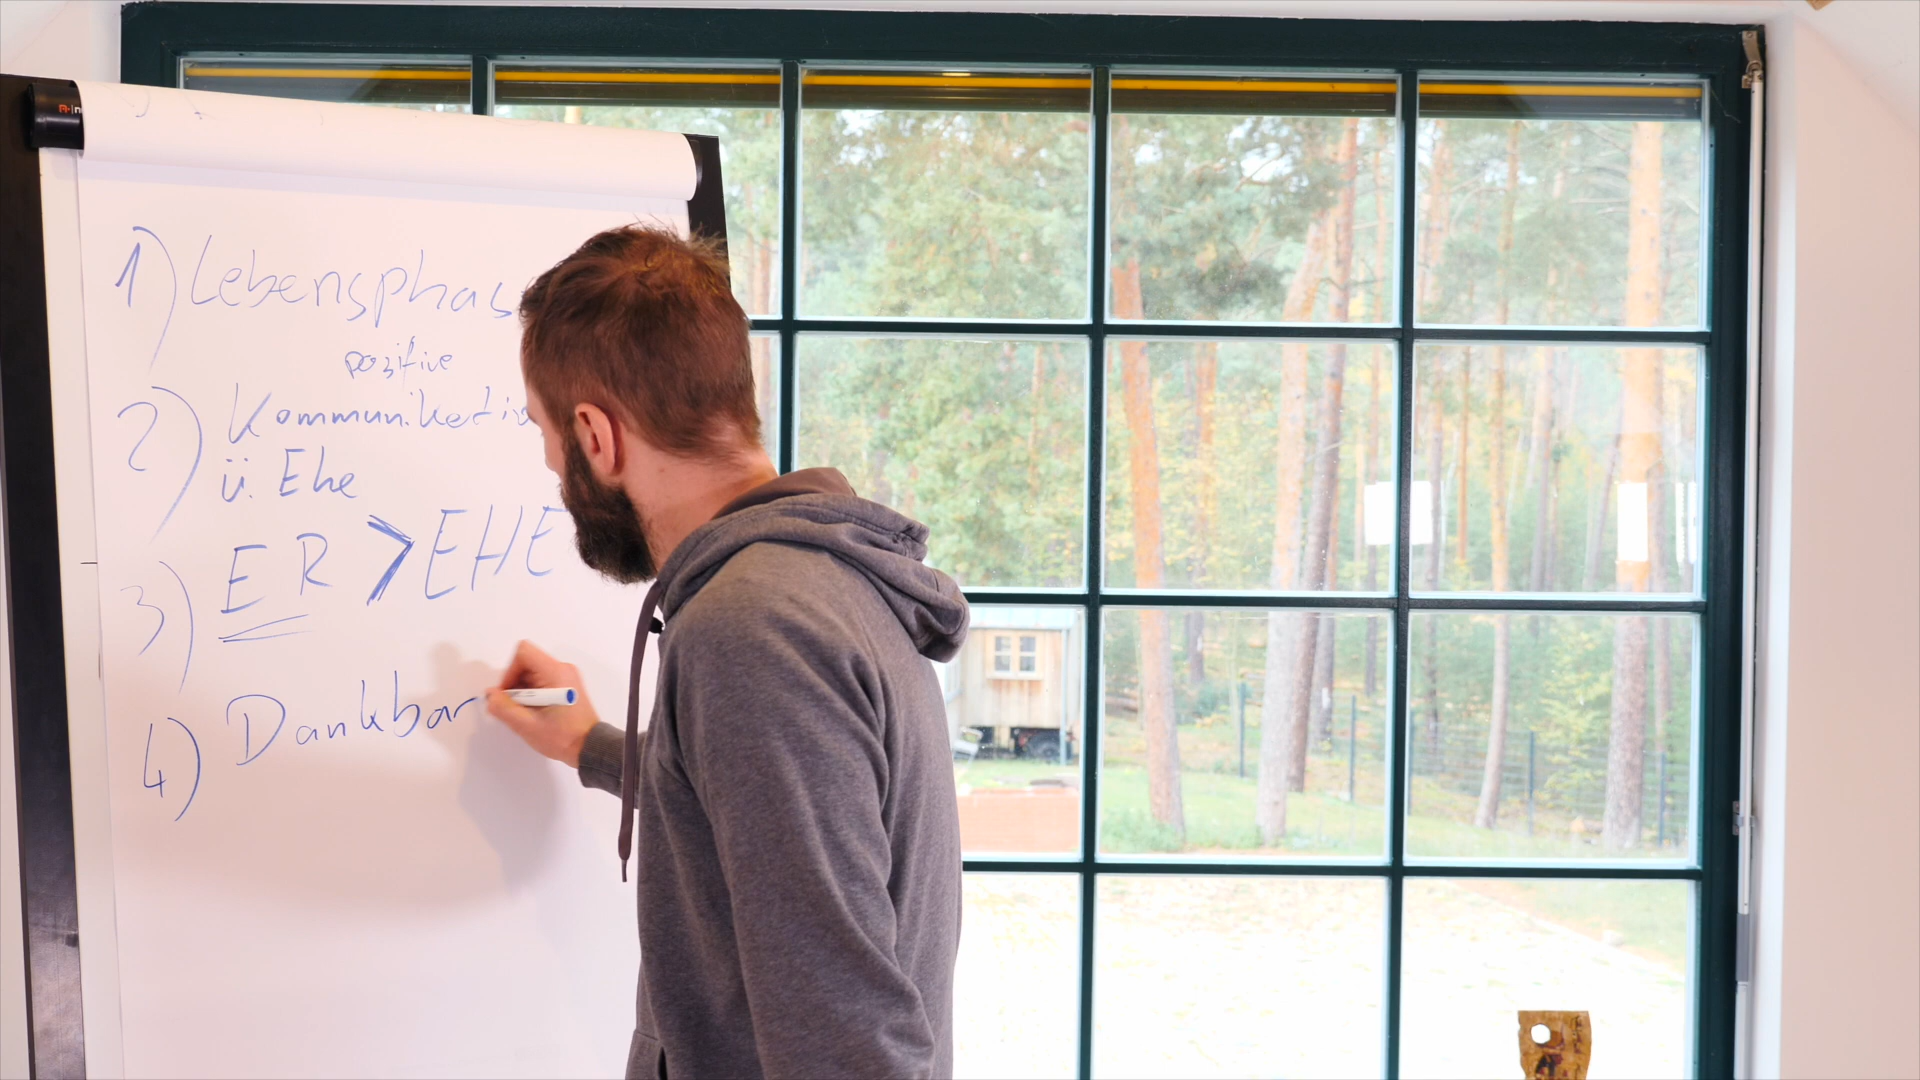 1) Lebensphas
positive
2) Kommunikatio
ü. Ehe
3) ER > EHE
4) Dankbar